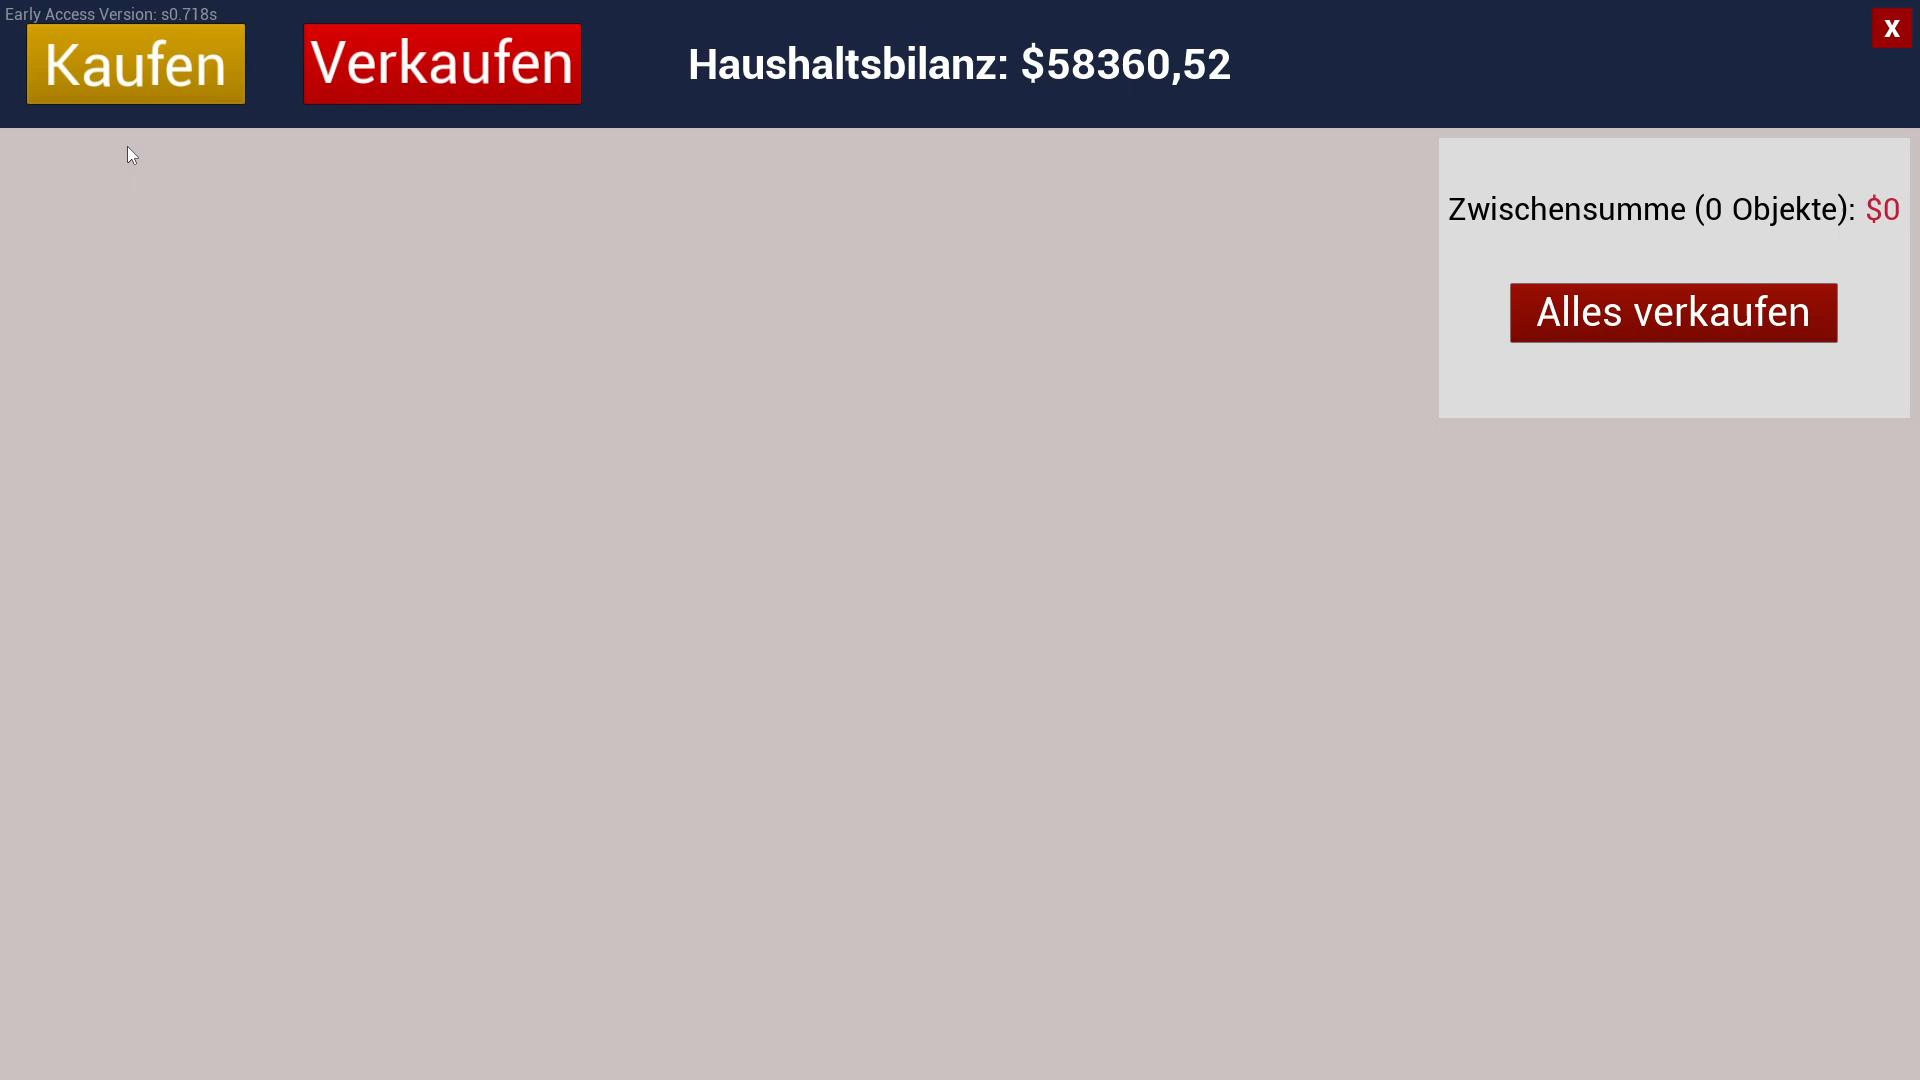 Early Access Version: s0.718s
Kaufen
Verkaufen
Haushaltsbilanz: $58360,52
X
Zwischensumme (0 Objekte): $0
Alles verkaufen